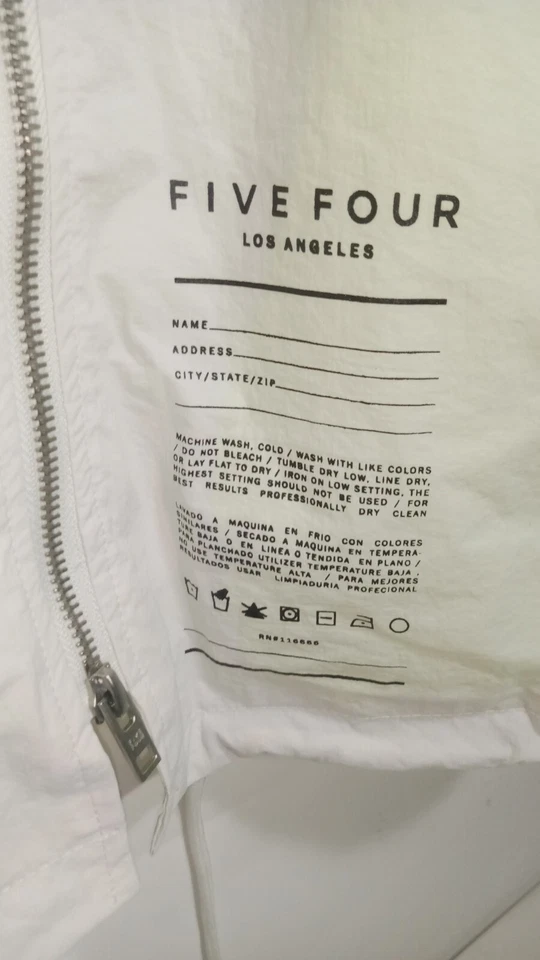 FIVE FOUR
LOS ANGELES
NAME
ADDRESS
CITY/STATE/ZIP
MACHINE WASH, COLD / WASH WITH LIKE COLORS
/ DO NOT BLEACH / TUMBLE DRY LOW, LINE DRY,
OR LAY FLAT TO DRY / IRON ON LOW SETTING, THE
HIGHEST SETTING SHOULD NOT BE USED / FOR
BEST RESULTS PROFESSIONALLY DRY CLEAN
LAVADO A MAQUINA EN FRIO CON COLORES
SIMILARES / SECADO A MAQUINA EN TEMPERA-
TURE BAJA O EN LINEA O TENDIDA EN PLANO /
PARA PLANCHADO UTILIZER TEMPERATURE BAJA .
NO USE TEMPERATURE ALTA / PARA MEJORES
RESULTADOS USAR LIMPIADURIA PROFECIONAL
RN#116666